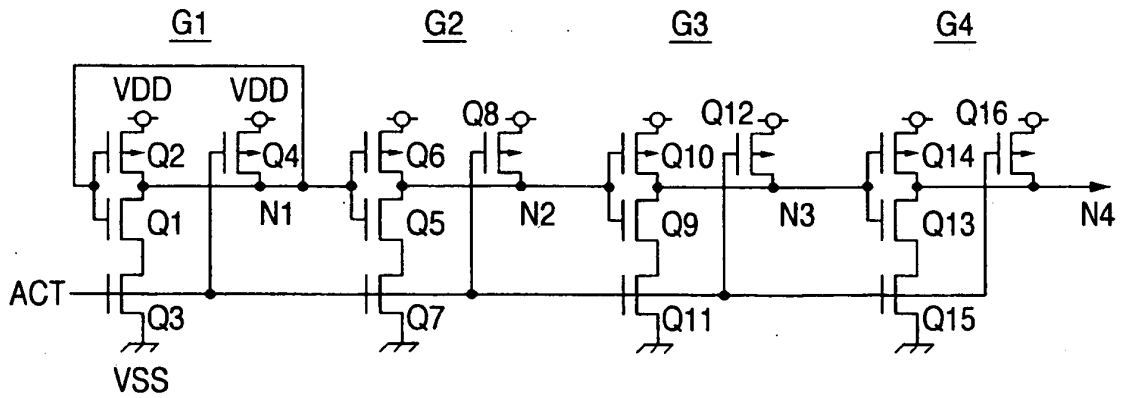 G1 G2 G3 G4
VDD VDD Q8 Q12 Q16
Q2 Q4 Q6 Q10 Q14
Q1 N1 Q5 N2 Q9 N3 Q13 N4
ACT
Q3 Q7 Q11 Q15
VSS